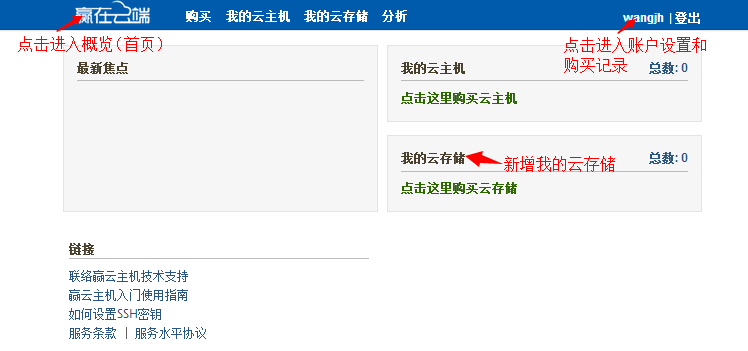 赢在云端 购买 我的云主机 我的云存储 分析 wangjh | 登出
点击进入概览(首页)
点击进入账户设置和
购买记录
最新焦点
我的云主机 总数: 0
点击这里购买云主机
我的云存储 总数: 0
新增我的云存储
点击这里购买云存储
链接
联络赢云主机技术支持
赢云主机入门使用指南
如何设置SSH密钥
服务条款 | 服务水平协议